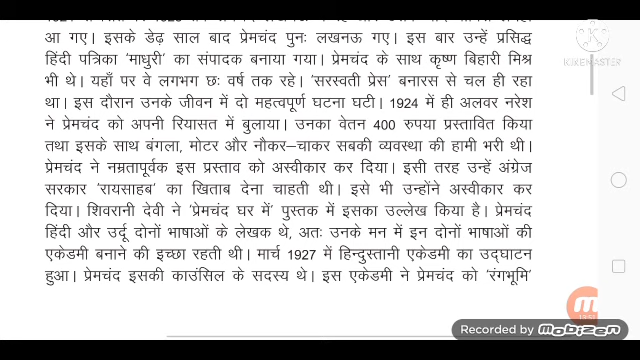 आ गए। इसके डेढ़ साल बाद प्रेमचंद पुनः लखनऊ गए। इस बार उन्हें प्रसिद्ध
हिंदी पत्रिका 'माधुरी' का संपादक बनाया गया। प्रेमचंद के साथ कृष्ण बिहारी मिश्र
भी थे। यहाँ पर वे लगभग छः वर्ष तक रहे। 'सरस्वती प्रेस' बनारस से चल ही रहा
था। इस दौरान उनके जीवन में दो महत्वपूर्ण घटना घटी। 1924 में ही अलवर नरेश
ने प्रेमचंद को अपनी रियासत में बुलाया। उनका वेतन 400 रुपया प्रस्तावित किया
तथा इसके साथ बंगला, मोटर और नौकर–चाकर सबकी व्यवस्था की हामी भरी थी।
प्रेमचंद ने नम्रतापूर्वक इस प्रस्ताव को अस्वीकार कर दिया। इसी तरह उन्हें अंग्रेज
सरकार 'रायसाहब' का खिताब देना चाहती थी। इसे भी उन्होंने अस्वीकार कर
दिया। शिवरानी देवी ने 'प्रेमचंद घर में' पुस्तक में इसका उल्लेख किया है। प्रेमचंद
हिंदी और उर्दू दोनों भाषाओं के लेखक थे, अतः उनके मन में इन दोनों भाषाओं की
एकेडमी बनाने की इच्छा रहती थी। मार्च 1927 में हिन्दुस्तानी एकेडमी का उद्घाटन
हुआ। प्रेमचंद इसकी काउंसिल के सदस्य थे। इस एकेडमी ने प्रेमचंद को 'रंगभूमि'
KINEMASTER
Recorded by Mobizen